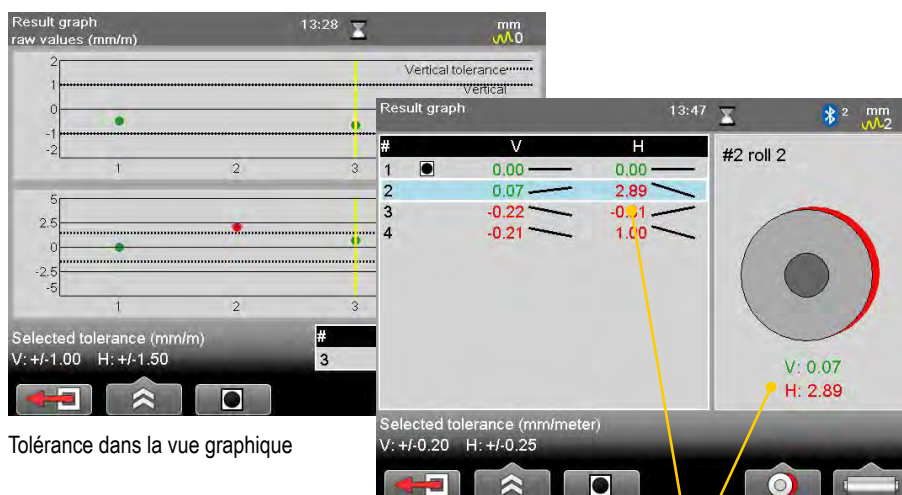 Result graph 13:28 mm
raw values (mm/m) 0
2
1
0
-1
-2
Vertical tolerance
Vertical
1 2 3
5
2.5
0
-2.5
-5
1 2 3
Selected tolerance (mm/m)
V: +/-1.00 H: +/-1.50
#
3
Tolérance dans la vue graphique
Result graph 13:47 2 mm
2
# V H
1 0.00 0.00
2 0.07 2.89
3 -0.22
4 -0.21 1.00
#2 roll 2
V: 0.07
H: 2.89
Selected tolerance (mm/meter)
V: +/-0.20 H: +/-0.25